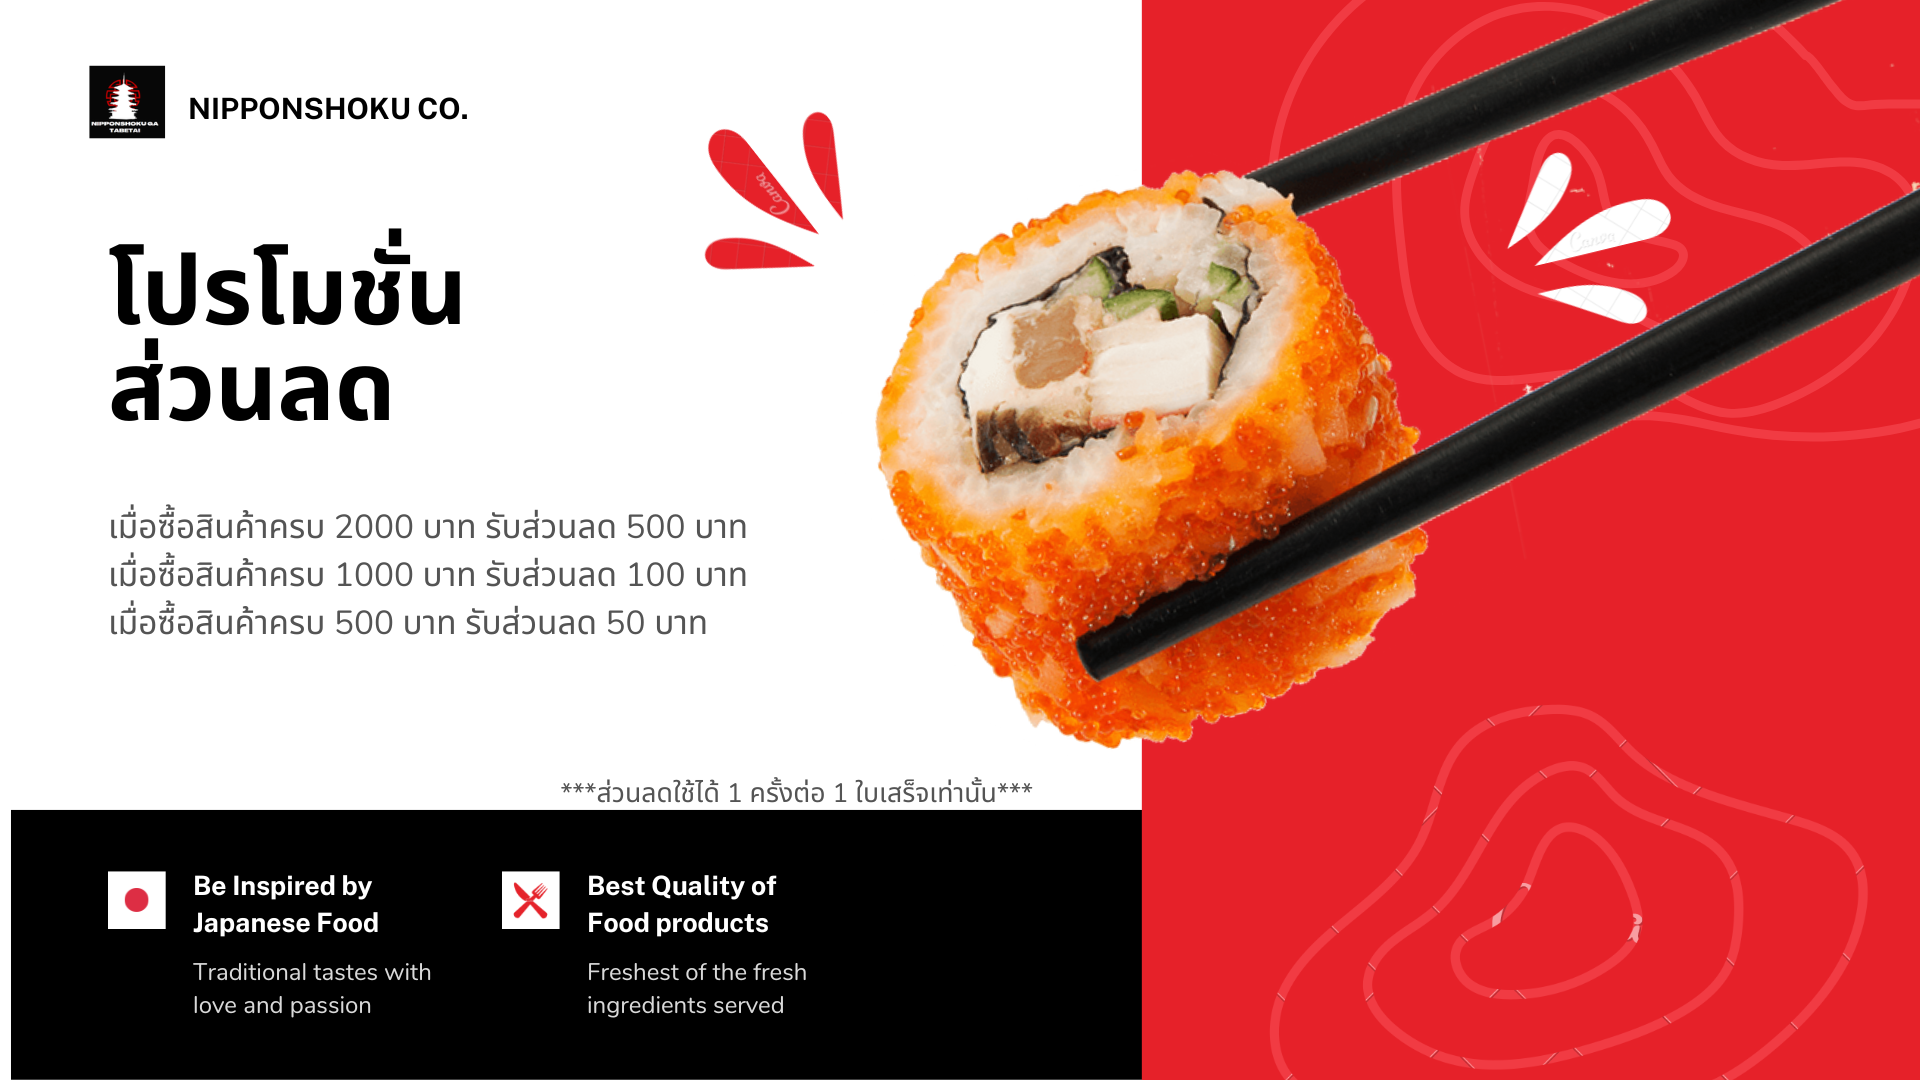 NIPPONSHOKU GA
TABETAI
NIPPONSHOKU CO.
Canva
Canva
โปรโมชั่น
ส่วนลด
เมื่อซื้อสินค้าครบ 2000 บาท รับส่วนลด 500 บาท
เมื่อซื้อสินค้าครบ 1000 บาท รับส่วนลด 100 บาท
เมื่อซื้อสินค้าครบ 500 บาท รับส่วนลด 50 บาท
***ส่วนลดใช้ได้ 1 ครั้งต่อ 1 ใบเสร็จเท่านั้น***
Be Inspired by
Japanese Food
Traditional tastes with
love and passion
Best Quality of
Food products
Freshest of the fresh
ingredients served